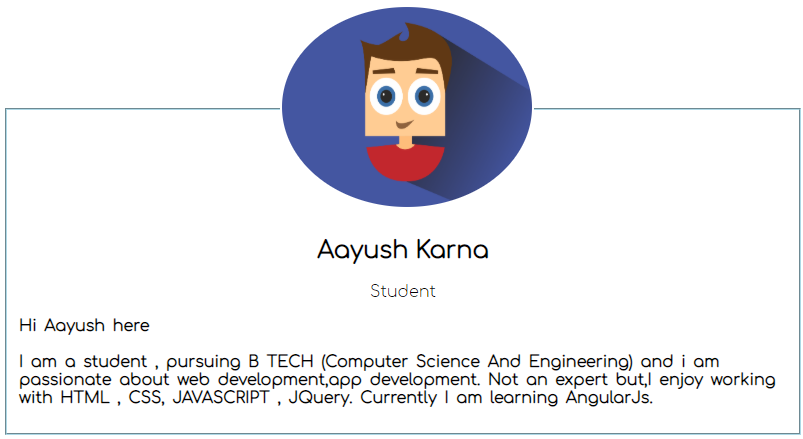 Aayush Karna
Student
Hi Aayush here
I am a student , pursuing B TECH (Computer Science And Engineering) and i am
passionate about web development,app development. Not an expert but,I enjoy working
with HTML , CSS, JAVASCRIPT , JQuery. Currently I am learning AngularJs.